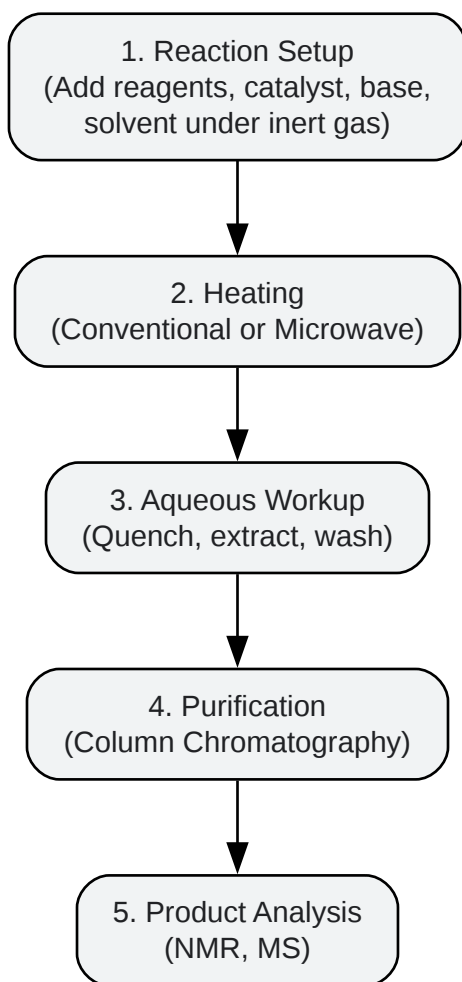 1. Reaction Setup
(Add reagents, catalyst, base,
solvent under inert gas)
2. Heating
(Conventional or Microwave)
3. Aqueous Workup
(Quench, extract, wash)
4. Purification
(Column Chromatography)
5. Product Analysis
(NMR, MS)